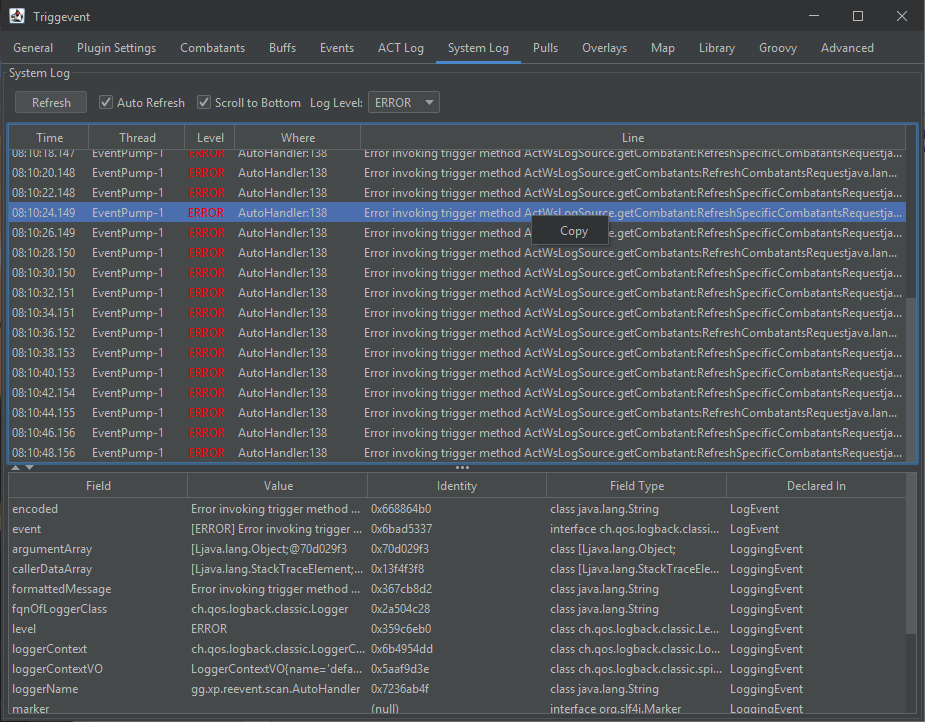 Triggevent
General Plugin Settings Combatants Buffs Events ACT Log System Log Pulls Overlays Map Library Groovy Advanced
System Log
Refresh Auto Refresh Scroll to Bottom Log Level: ERROR
Time Thread Level Where Line
08:10:18.147 EventPump-1 ERROR AutoHandler:138 Error invoking trigger method ActWsLogSource.getCombatant:RefreshSpecificCombatantsRequestja...
08:10:20.148 EventPump-1 ERROR AutoHandler:138 Error invoking trigger method ActWsLogSource.getCombatants:RefreshCombatantsRequestjava.lan...
08:10:22.148 EventPump-1 ERROR AutoHandler:138 Error invoking trigger method ActWsLogSource.getCombatant:RefreshSpecificCombatantsRequestja...
08:10:24.149 EventPump-1 ERROR AutoHandler:138 Error invoking trigger method ActWsLogSource.getCombatant:RefreshSpecificCombatantsRequestja...
08:10:26.149 EventPump-1 ERROR AutoHandler:138 Error invoking trigger method ActW e.getCombatant:RefreshSpecificCombatantsRequestja...
Copy
08:10:28.150 EventPump-1 ERROR AutoHandler:138 Error invoking trigger method ActWsLogSource.getCombatants:RefreshCombatantsRequestjava.lan...
08:10:30.150 EventPump-1 ERROR AutoHandler:138 Error invoking trigger method ActWsLogSource.getCombatant:RefreshSpecificCombatantsRequestja...
08:10:32.151 EventPump-1 ERROR AutoHandler:138 Error invoking trigger method ActWsLogSource.getCombatant:RefreshSpecificCombatantsRequestja...
08:10:34.151 EventPump-1 ERROR AutoHandler:138 Error invoking trigger method ActWsLogSource.getCombatant:RefreshSpecificCombatantsRequestja...
08:10:36.152 EventPump-1 ERROR AutoHandler:138 Error invoking trigger method ActWsLogSource.getCombatants:RefreshCombatantsRequestjava.lan...
08:10:38.153 EventPump-1 ERROR AutoHandler:138 Error invoking trigger method ActWsLogSource.getCombatant:RefreshSpecificCombatantsRequestja...
08:10:40.153 EventPump-1 ERROR AutoHandler:138 Error invoking trigger method ActWsLogSource.getCombatant:RefreshSpecificCombatantsRequestja...
08:10:42.154 EventPump-1 ERROR AutoHandler:138 Error invoking trigger method ActWsLogSource.getCombatant:RefreshSpecificCombatantsRequestja...
08:10:44.155 EventPump-1 ERROR AutoHandler:138 Error invoking trigger method ActWsLogSource.getCombatant:RefreshCombatantsRequestjava.lan...
08:10:46.156 EventPump-1 ERROR AutoHandler:138 Error invoking trigger method ActWsLogSource.getCombatant:RefreshSpecificCombatantsRequestja...
08:10:48.156 EventPump-1 ERROR AutoHandler:138 Error invoking trigger method ActWsLogSource.getCombatant:RefreshSpecificCombatantsRequestja...
Field Value Identity Field Type Declared In
encoded Error invoking trigger method ... 0x668864b0 class java.lang.String LogEvent
event [ERROR] Error invoking trigger ... 0x6bad5337 interface ch.qos.logback.classi... LogEvent
argumentArray [Ljava.lang.Object;@70d029f3 0x70d029f3 class [Ljava.lang.Object; LoggingEvent
callerDataArray [Ljava.lang.StackTraceElement;... 0x13f4f3f8 class [Ljava.lang.StackTraceEle... LoggingEvent
formattedMessage Error invoking trigger method ... 0x367cb8d2 class java.lang.String LoggingEvent
fqnOfLoggerClass ch.qos.logback.classic.Logger 0x2a504c28 class java.lang.String LoggingEvent
level ERROR 0x359c6eb0 class ch.qos.logback.classic.Le... LoggingEvent
loggerContext ch.qos.logback.classic.LoggerC... 0x6b4954dd class ch.qos.logback.classic.Lo... LoggingEvent
loggerContextVO LoggerContextVO{name='defa... 0x5aaf9d3e class ch.qos.logback.classic.spi... LoggingEvent
loggerName gg.xp.reevent.scan.AutoHandler 0x7236ab4f class java.lang.String LoggingEvent
marker (null) interface org.slf4j.Marker LoggingEvent